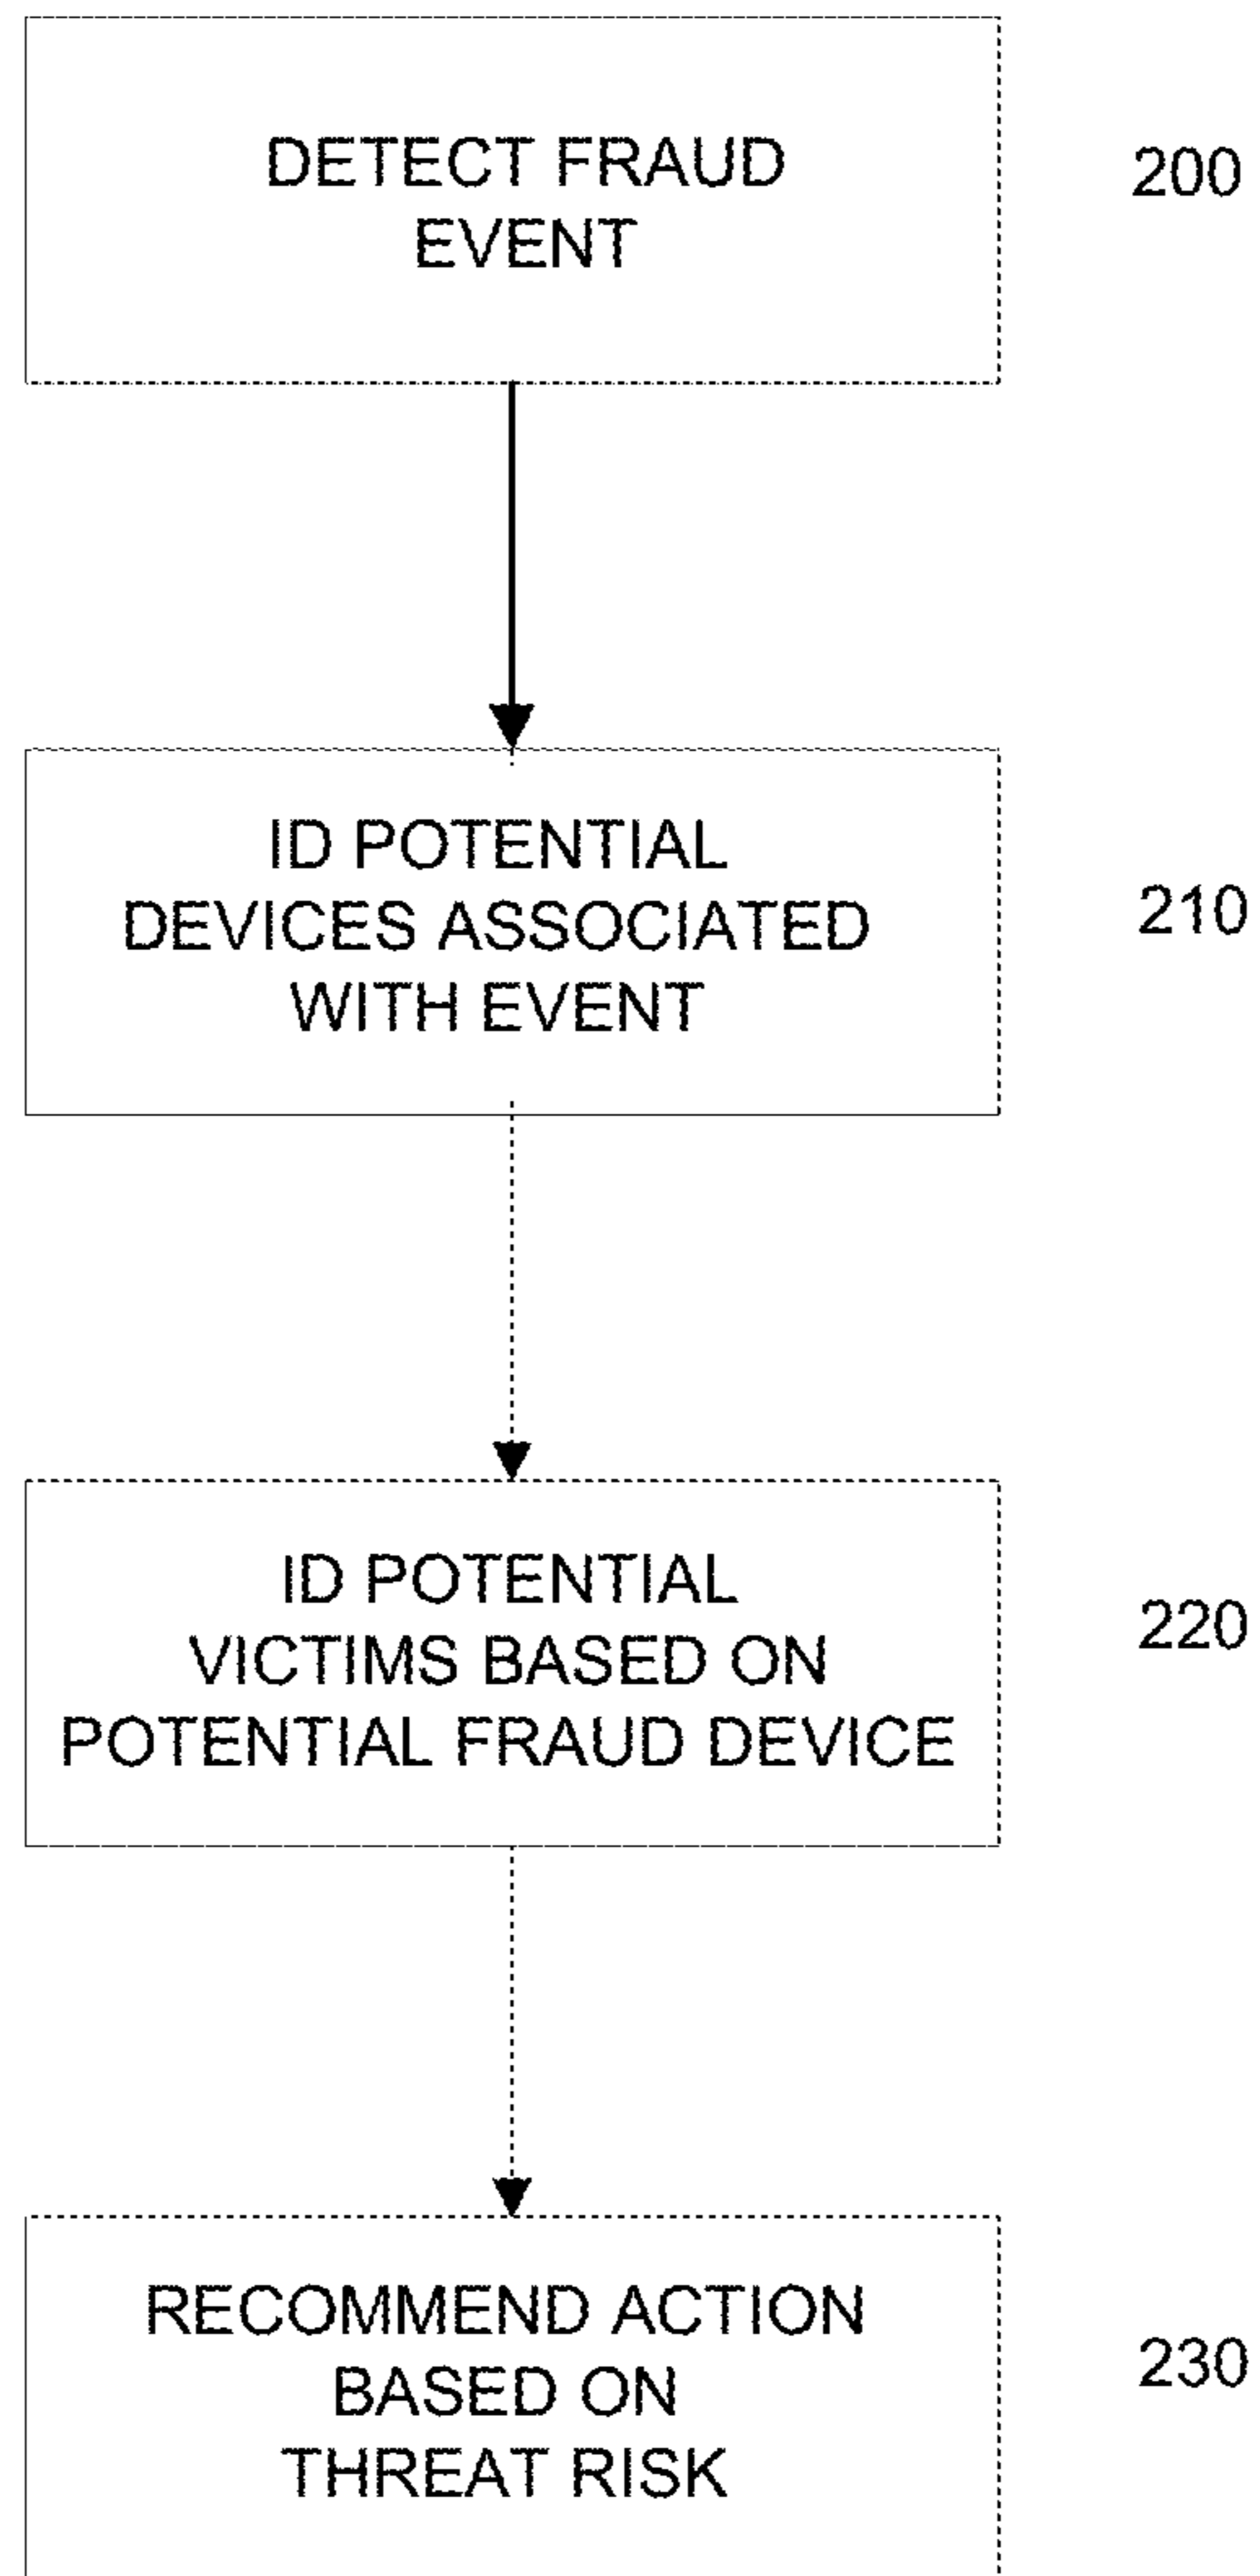 DETECT FRAUD
EVENT
200
ID POTENTIAL
DEVICES ASSOCIATED
WITH EVENT
210
ID POTENTIAL
VICTIMS BASED ON
POTENTIAL FRAUD DEVICE
220
RECOMMEND ACTION
BASED ON
THREAT RISK
230